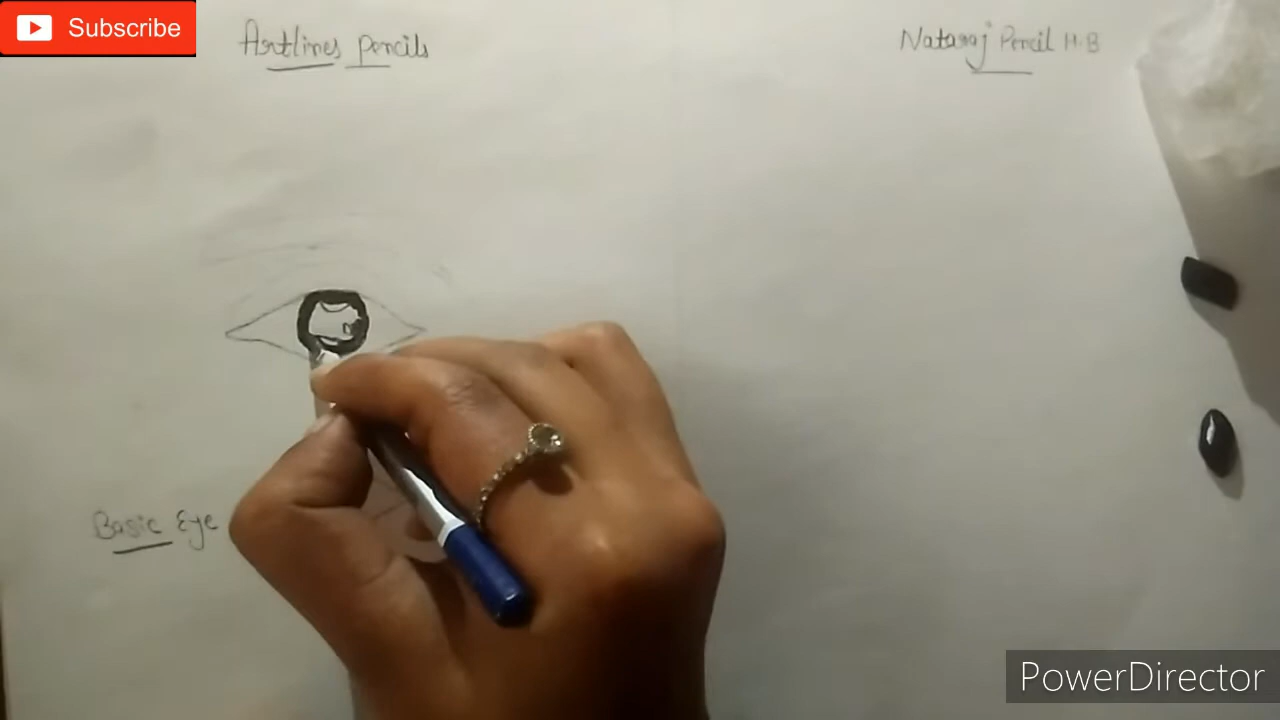 Subscribe
Artlines Pencils
Nataraj Pencil H.B
Basic Eye
PowerDirector